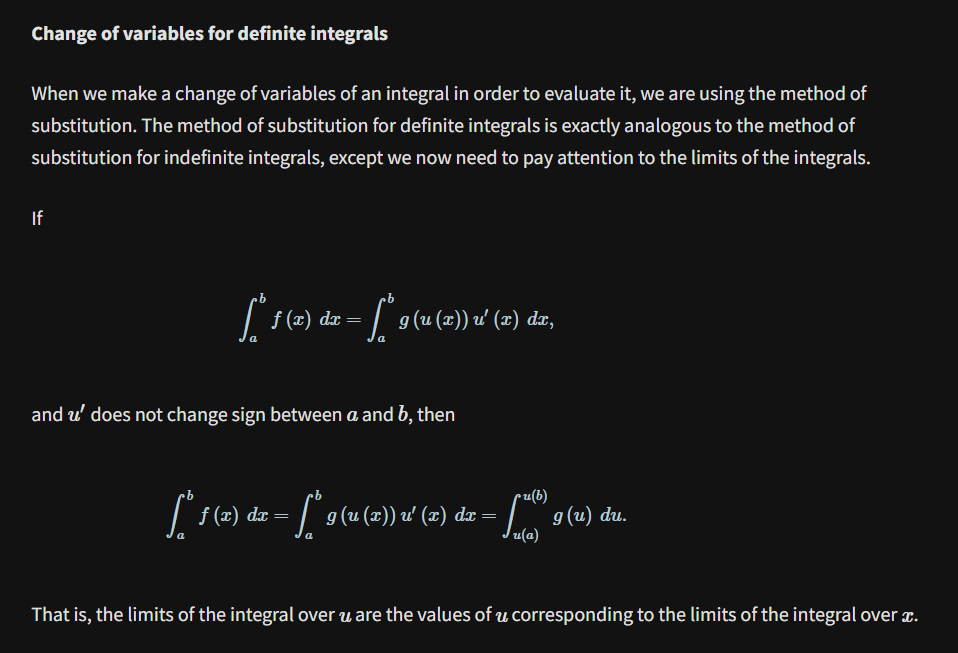 Change of variables for definite integrals
When we make a change of variables of an integral in order to evaluate it, we are using the method of
substitution. The method of substitution for definite integrals is exactly analogous to the method of
substitution for indefinite integrals, except we now need to pay attention to the limits of the integrals.
If
∫_a^b f (x) dx = ∫_a^b g (u (x)) u′ (x) dx,
and u′ does not change sign between a and b, then
∫_a^b f (x) dx = ∫_a^b g (u (x)) u′ (x) dx = ∫_{u(a)}^{u(b)} g (u) du.
That is, the limits of the integral over u are the values of u corresponding to the limits of the integral over x.